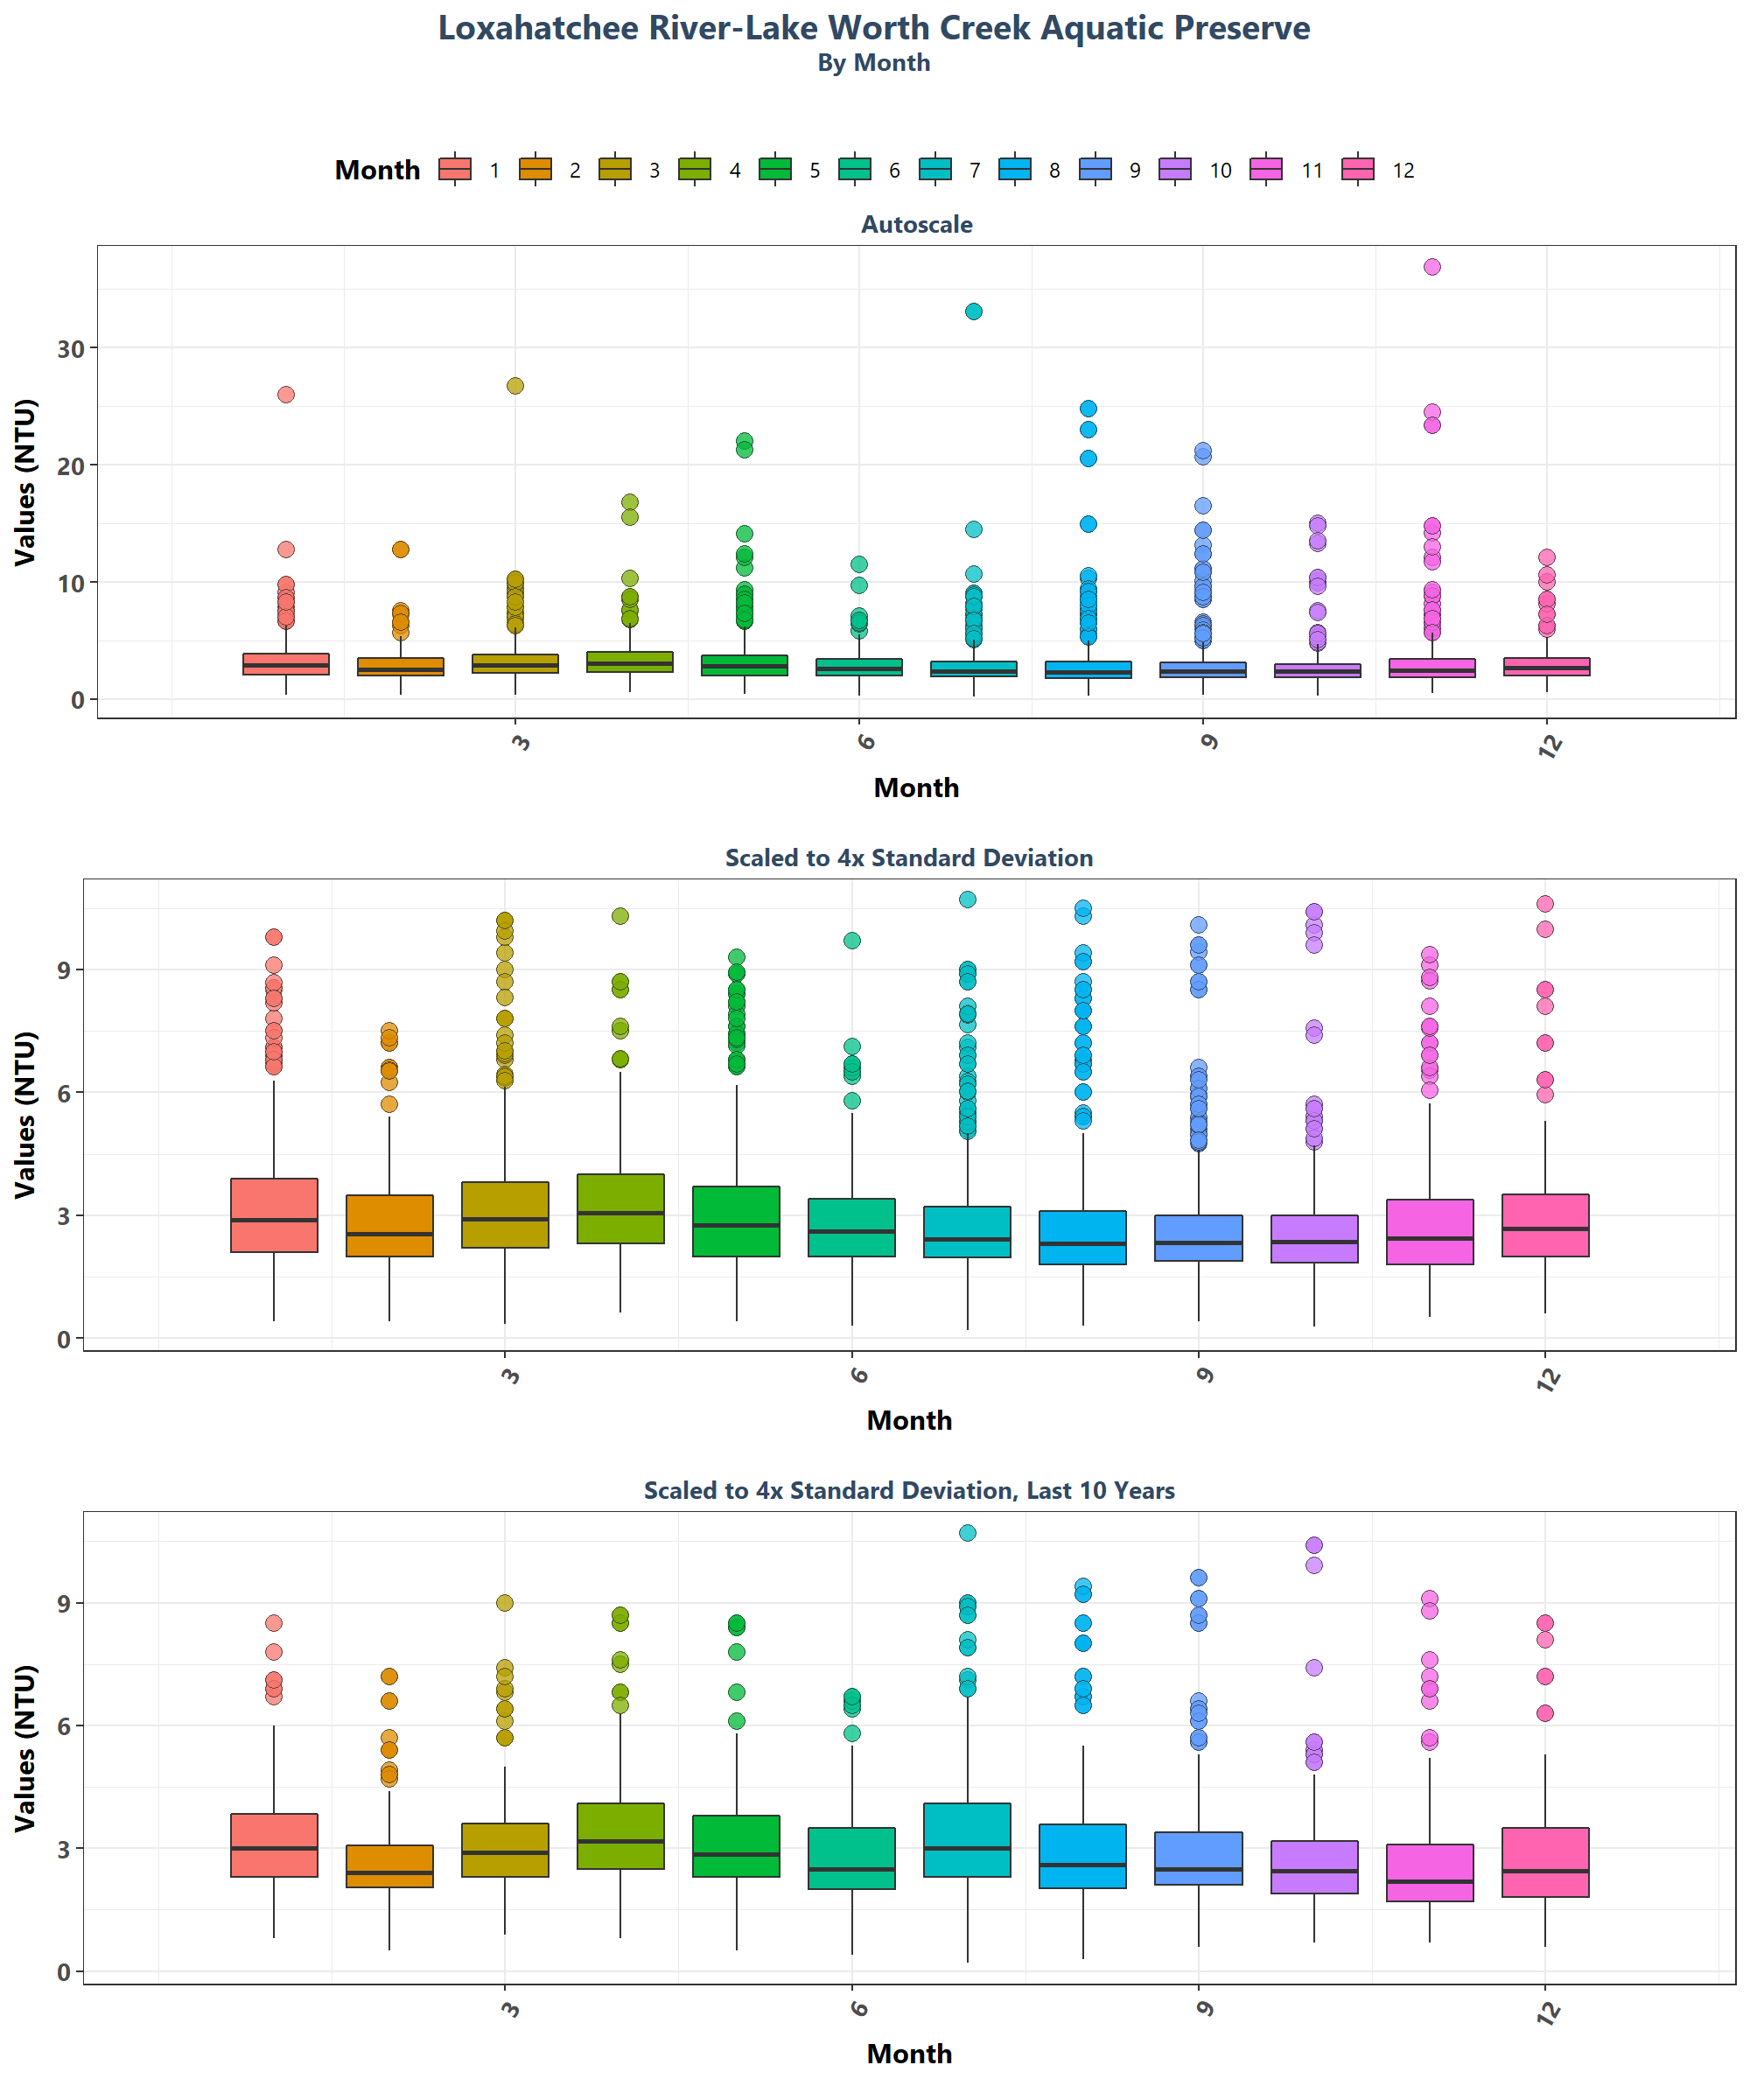 Loxahatchee River-Lake Worth Creek Aquatic Preserve
By Month
Month 1 2 3 4 5 6 7 8 9 10 11 12
Autoscale
Values (NTU)
30
20
10
0
3 6 9 12
Month
Scaled to 4x Standard Deviation
Values (NTU)
9
6
3
0
3 6 9 12
Month
Scaled to 4x Standard Deviation, Last 10 Years
Values (NTU)
9
6
3
0
3 6 9 12
Month